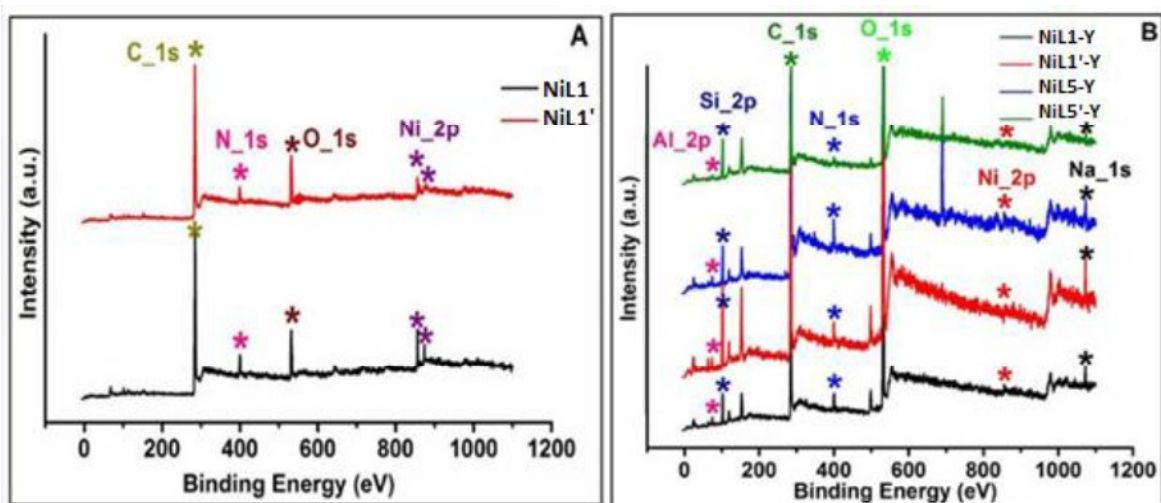 A
C_1s
NiL1
NiL1'
N_1s
O_1s
Ni_2p
Intensity (a.u.)
0 200 400 600 800 1000 1200
Binding Energy (eV)
B
C_1s
O_1s
NiL1-Y
NiL1'-Y
NiL5-Y
NiL5'-Y
Si_2p
N_1s
Al_2p
Ni_2p
Na_1s
Intensity (a.u.)
0 200 400 600 800 1000 1200
Binding Energy (eV)